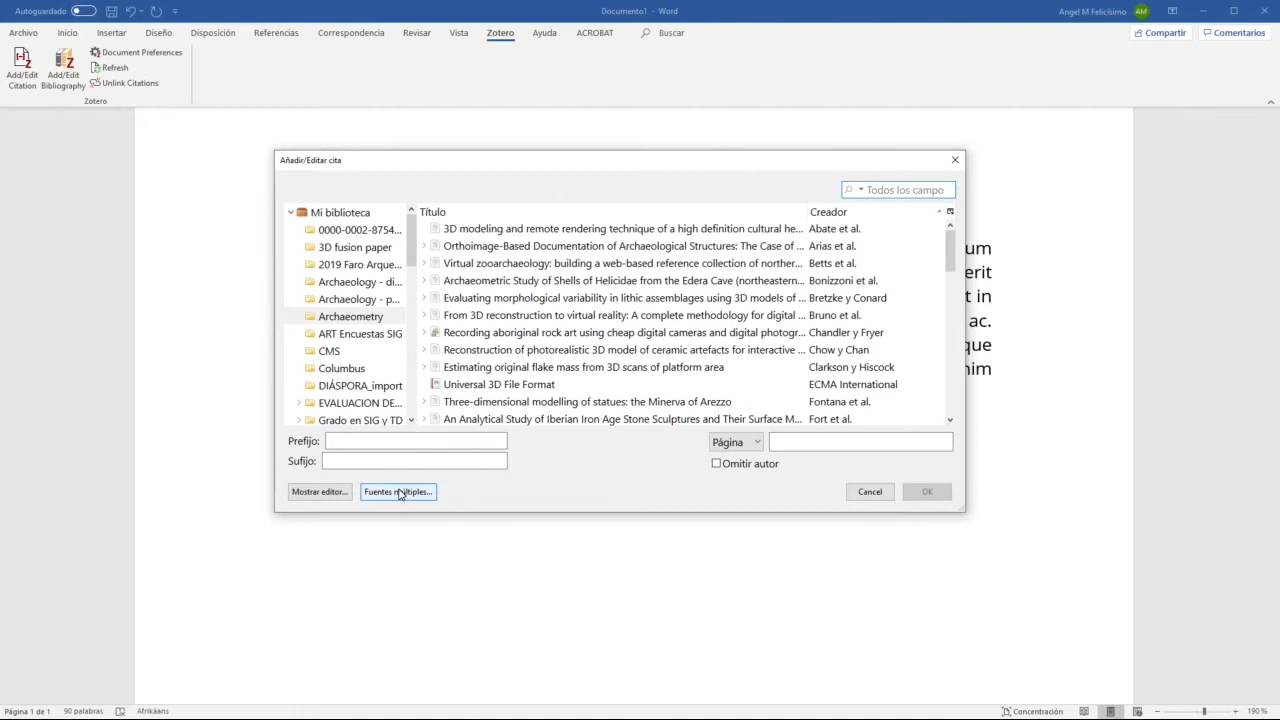 Autoguardado
Documento1 - Word
Angel M Felicísimo AM
Archivo Inicio Insertar Diseño Disposición Referencias Correspondencia Revisar Vista Zotero Ayuda ACROBAT Buscar
Compartir Comentarios
Add/Edit Citation
Add/Edit Bibliography
Document Preferences
Refresh
Unlink Citations
Zotero
Añadir/Editar cita
Todos los campo
Mi biblioteca
0000-0002-8754...
3D fusion paper
2019 Faro Arque...
Archaeology - di...
Archaeology - p...
Archaeometry
ART Encuestas SIG
CMS
Columbus
DIÁSPORA_import
EVALUACION DE...
Grado en SIG y TD
Título Creador
3D modeling and remote rendering technique of a high definition cultural he... Abate et al.
Orthoimage-Based Documentation of Archaeological Structures: The Case of ... Arias et al.
Virtual zooarchaeology: building a web-based reference collection of norther... Betts et al.
Archaeometric Study of Shells of Helicidae from the Edera Cave (northeastern... Bonizzoni et al.
Evaluating morphological variability in lithic assemblages using 3D models of ... Bretzke y Conard
From 3D reconstruction to virtual reality: A complete methodology for digital ... Bruno et al.
Recording aboriginal rock art using cheap digital cameras and digital photogr... Chandler y Fryer
Reconstruction of photorealistic 3D model of ceramic artefacts for interactive ... Chow y Chan
Estimating original flake mass from 3D scans of platform area Clarkson y Hiscock
Universal 3D File Format ECMA International
Three-dimensional modelling of statues: the Minerva of Arezzo Fontana et al.
An Analytical Study of Iberian Iron Age Stone Sculptures and Their Surface M... Fort et al.
Prefijo:
Sufijo:
Página
Omitir autor
Mostrar editor... Fuentes múltiples... Cancel OK
um
erit
t in
ac.
que
nim
Página 1 de 1 90 palabras Afrikáans
Concentración 190 %